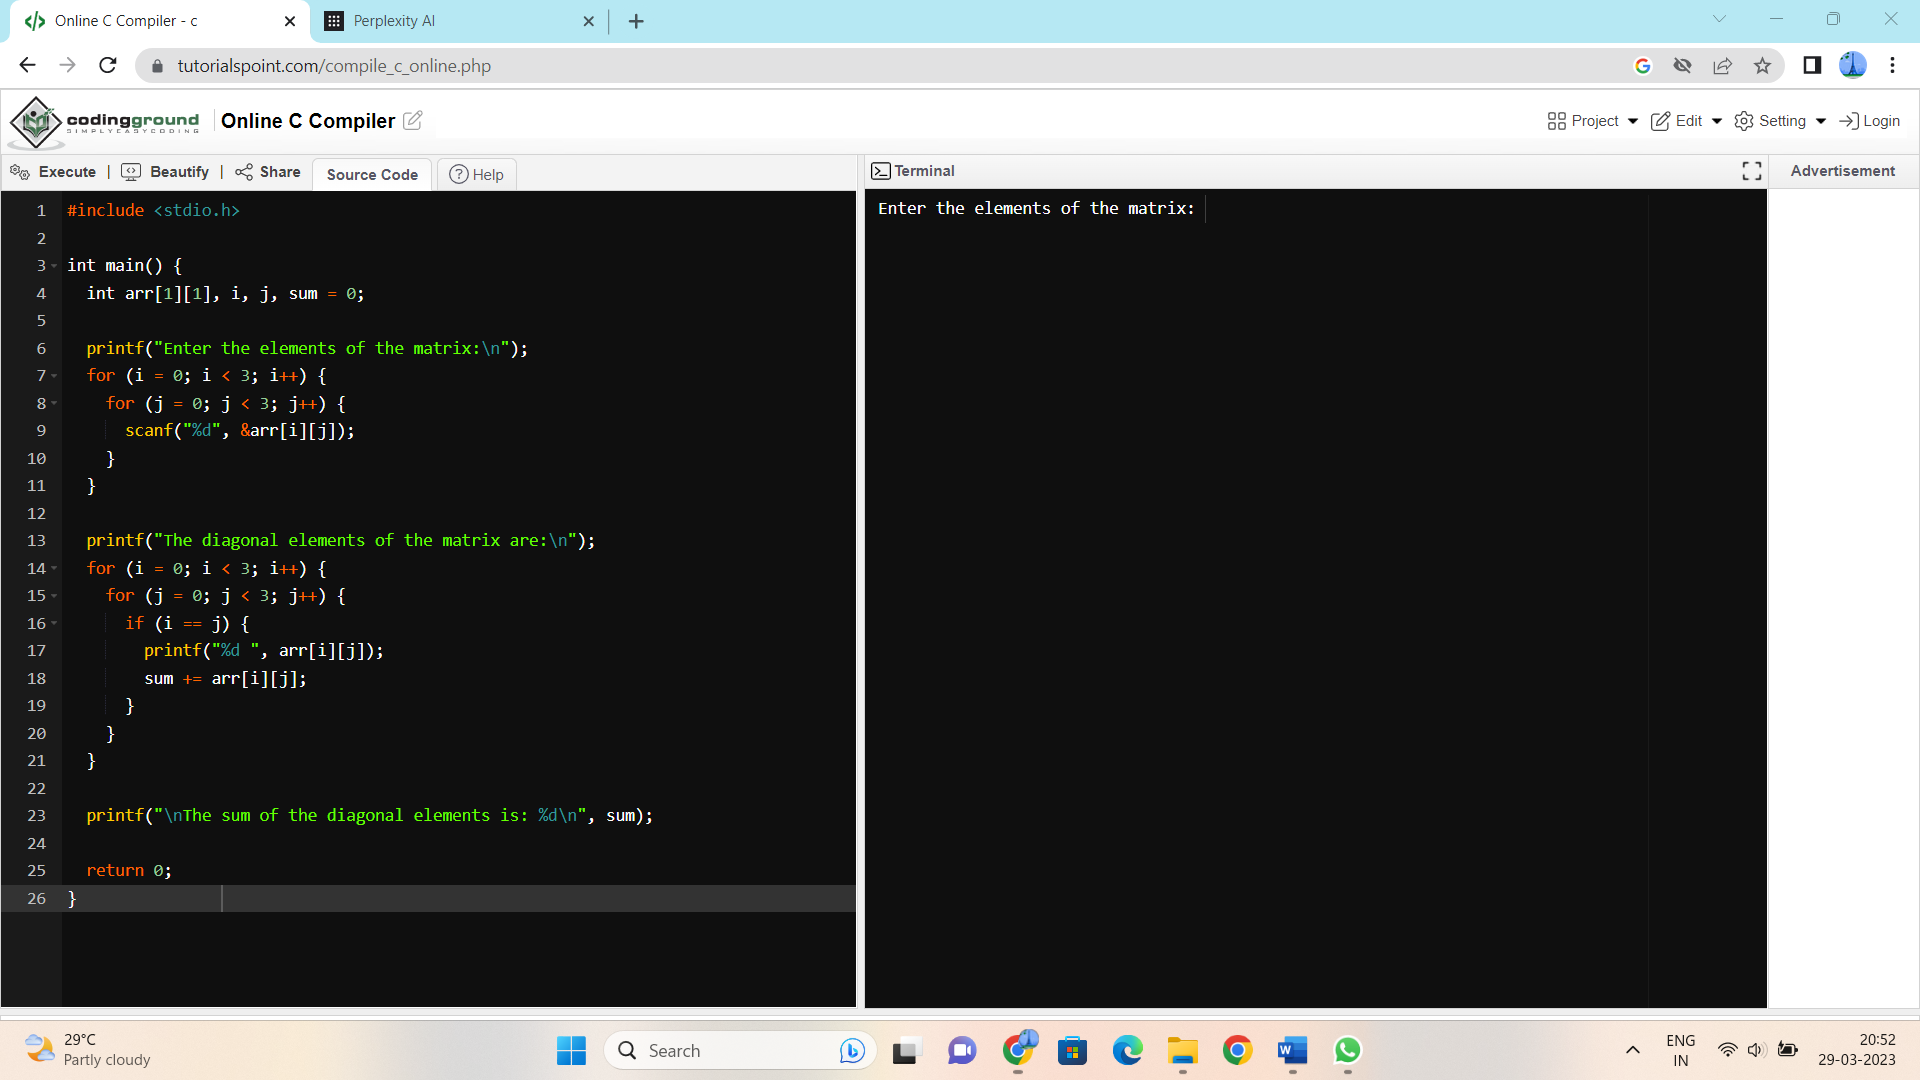 Online C Compiler - c
Perplexity AI
tutorialspoint.com/compile_c_online.php
codingground
SIMPLYEASYCODING
Online C Compiler
Project
Edit
Setting
Login
Execute | Beautify | Share
Source Code
Help
Terminal
Advertisement
1 #include <stdio.h>
2
3 int main() {
4 int arr[1][1], i, j, sum = 0;
5
6 printf("Enter the elements of the matrix:\n");
7 for (i = 0; i < 3; i++) {
8 for (j = 0; j < 3; j++) {
9 scanf("%d", &arr[i][j]);
10 }
11 }
12
13 printf("The diagonal elements of the matrix are:\n");
14 for (i = 0; i < 3; i++) {
15 for (j = 0; j < 3; j++) {
16 if (i == j) {
17 printf("%d ", arr[i][j]);
18 sum += arr[i][j];
19 }
20 }
21 }
22
23 printf("\nThe sum of the diagonal elements is: %d\n", sum);
24
25 return 0;
26 }
Enter the elements of the matrix:
29°C
Partly cloudy
Search
ENG
IN
20:52
29-03-2023